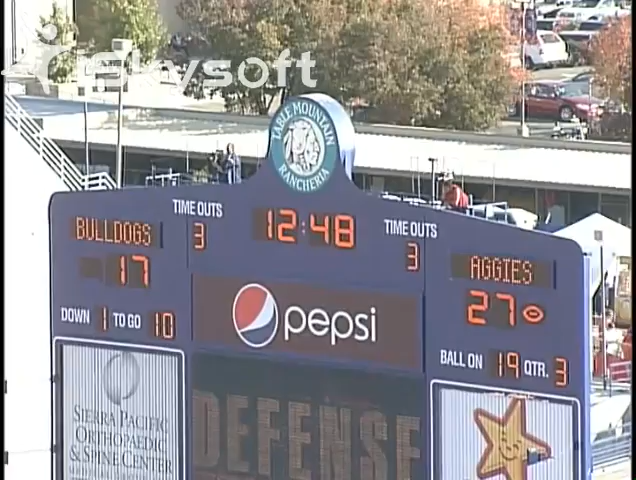 iSkysoft
TABLE MOUNTAIN
RANCHERIA
TIME OUTS
BULLDOGS 3 12:48 TIME OUTS
3 AGGIES
17 27
pepsi
DOWN 1 TO GO 10
BALL ON 19 QTR. 3
DEFENSE
SIERRA PACIFIC
ORTHOPAEDIC
& SPINE CENTER